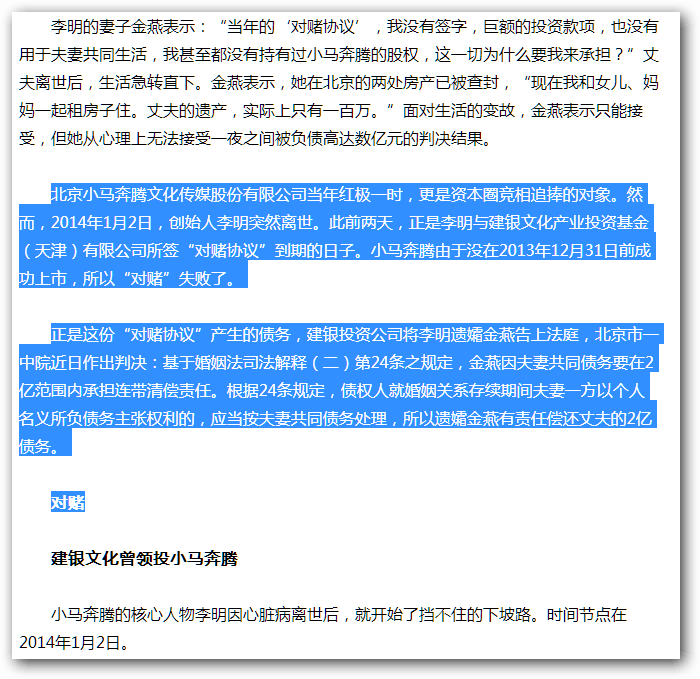 李明的妻子金燕表示：“当年的‘对赌协议’，我没有签字，巨额的投资款项，也没有
用于夫妻共同生活，我甚至都没有持有过小马奔腾的股权，这一切为什么要我来承担？”丈
夫离世后，生活急转直下。金燕表示，她在北京的两处房产已被查封，“现在我和女儿、妈
妈一起租房子住。丈夫的遗产，实际上只有一百万。”面对生活的变故，金燕表示只能接
受，但她从心理上无法接受一夜之间被负债高达数亿元的判决结果。
北京小马奔腾文化传媒股份有限公司当年红极一时，更是资本圈竞相追捧的对象。然
而，2014年1月2日，创始人李明突然离世。此前两天，正是李明与建银文化产业投资基金
（天津）有限公司所签“对赌协议”到期的日子。小马奔腾由于没在2013年12月31日前成
功上市，所以“对赌”失败了。
正是这份“对赌协议”产生的债务，建银投资公司将李明遗孀金燕告上法庭，北京市一
中院近日作出判决：基于婚姻法司法解释（二）第24条之规定，金燕因夫妻共同债务要在2
亿范围内承担连带清偿责任。根据24条规定，债权人就婚姻关系存续期间夫妻一方以个人
名义所负债务主张权利的，应当按夫妻共同债务处理，所以遗孀金燕有责任偿还丈夫的2亿
债务。
对赌
建银文化曾领投小马奔腾
小马奔腾的核心人物李明因心脏病离世后，就开始了挡不住的下坡路。时间节点在
2014年1月2日。